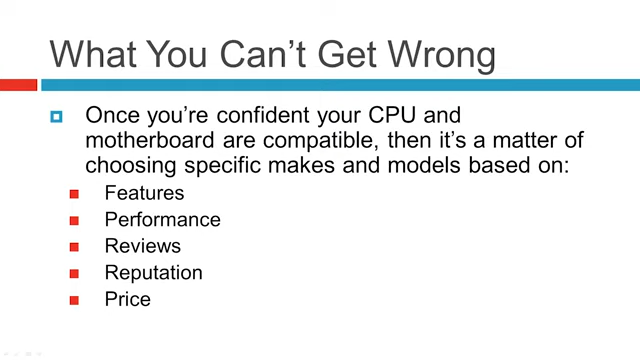 What You Can't Get Wrong
Once you're confident your CPU and
motherboard are compatible, then it's a matter of
choosing specific makes and models based on:
Features
Performance
Reviews
Reputation
Price